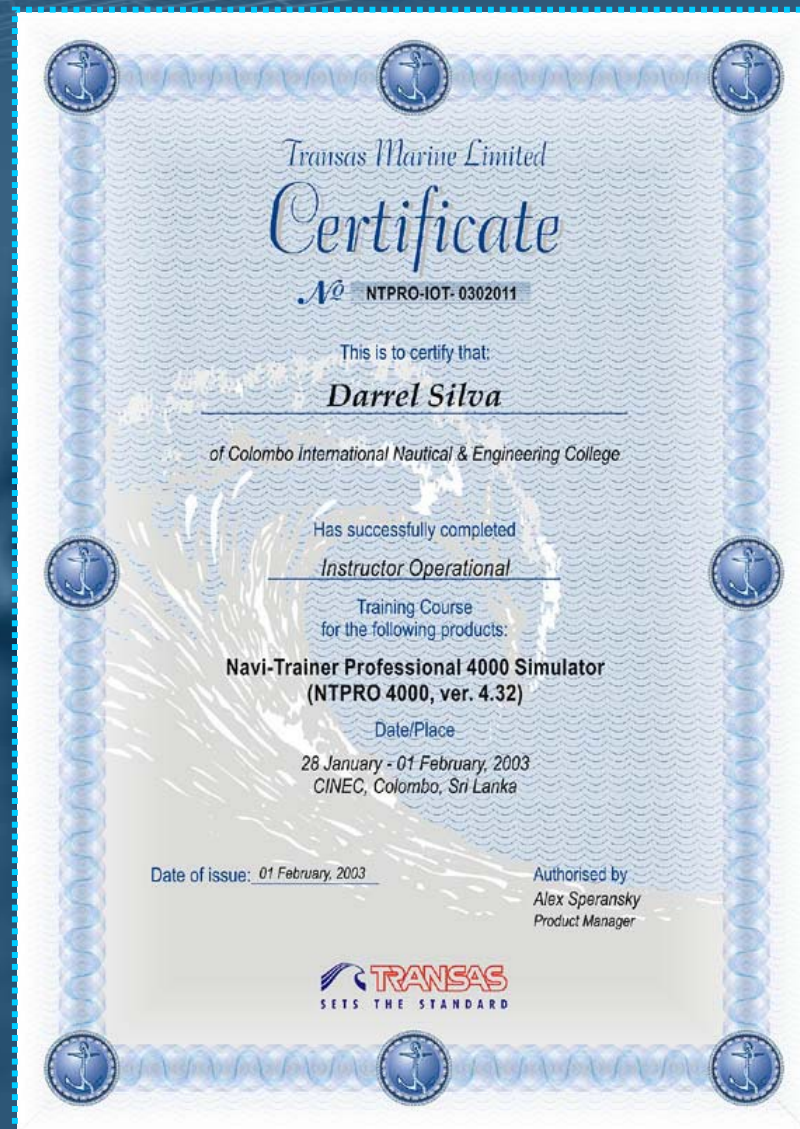 Transas Marine Limited
Certificate
№ NTPRO-IOT- 0302011
This is to certify that:
Darrel Silva
of Colombo International Nautical & Engineering College
Has successfully completed
Instructor Operational
Training Course
for the following products:
Navi-Trainer Professional 4000 Simulator
(NTPRO 4000, ver. 4.32)
Date/Place
28 January - 01 February, 2003
CINEC, Colombo, Sri Lanka
Date of issue: 01 February, 2003
Authorised by
Alex Speransky
Product Manager
TRANSAS
SETS THE STANDARD